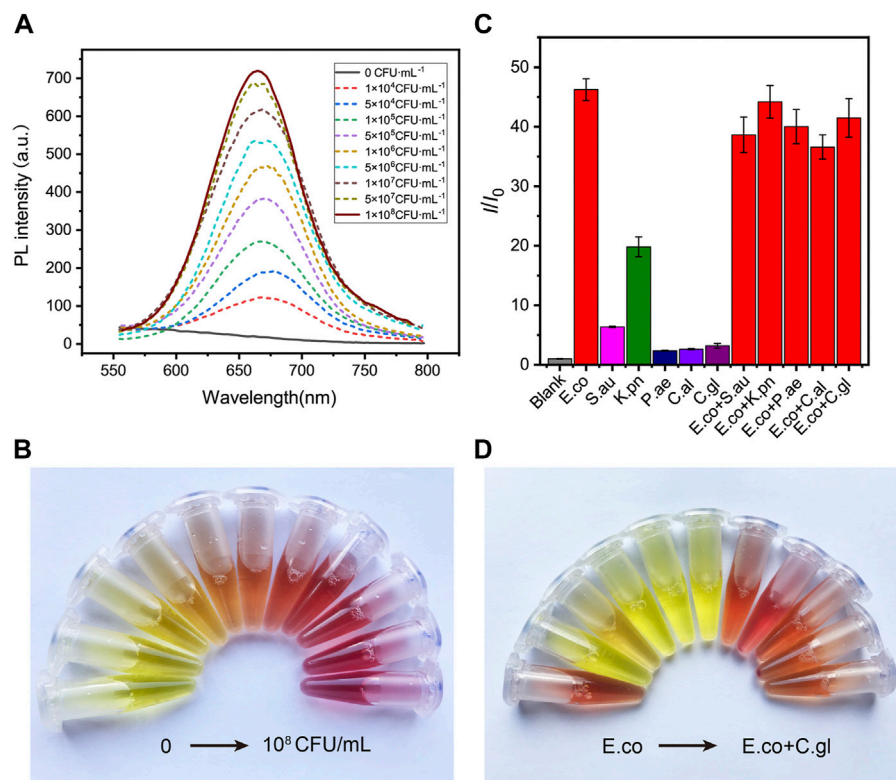 A
PL intensity (a.u.)
700
600
500
400
300
200
100
0
0 CFU·mL⁻¹
1×10⁴CFU·mL⁻¹
5×10⁴CFU·mL⁻¹
1×10⁵CFU·mL⁻¹
5×10⁵CFU·mL⁻¹
1×10⁶CFU·mL⁻¹
5×10⁶CFU·mL⁻¹
1×10⁷CFU·mL⁻¹
5×10⁷CFU·mL⁻¹
1×10⁸CFU·mL⁻¹
550 600 650 700 750 800
Wavelength(nm)
C
I/I₀
50
40
30
20
10
0
Blank
E.co
S.au
K.pn
P.ae
C.al
C.gl
E.co+S.au
E.co+K.pn
E.co+P.ae
E.co+C.al
E.co+C.gl
B
0 → 10⁸ CFU/mL
D
E.co → E.co+C.gl